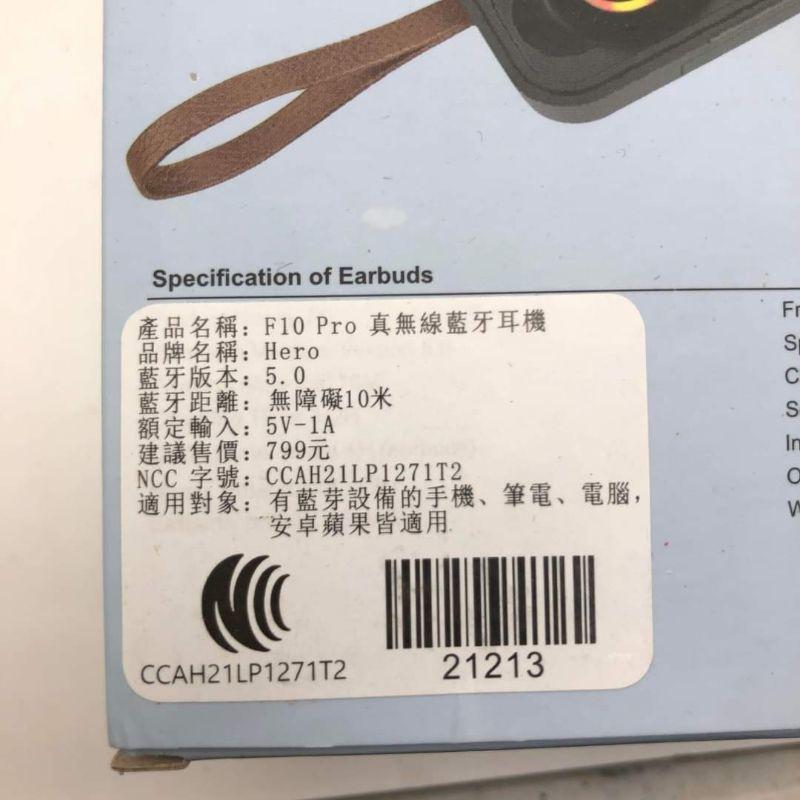 Specification of Earbuds
產品名稱：F10 Pro 真無線藍牙耳機
品牌名稱：Hero
藍牙版本：5.0
藍牙距離：無障礙10米
額定輸入：5V-1A
建議售價：799元
NCC 字號：CCAH21LP1271T2
適用對象：有藍芽設備的手機、筆電、電腦，
安卓蘋果皆適用
CCAH21LP1271T2
21213
Fr
Sp
C
S
In
O
W